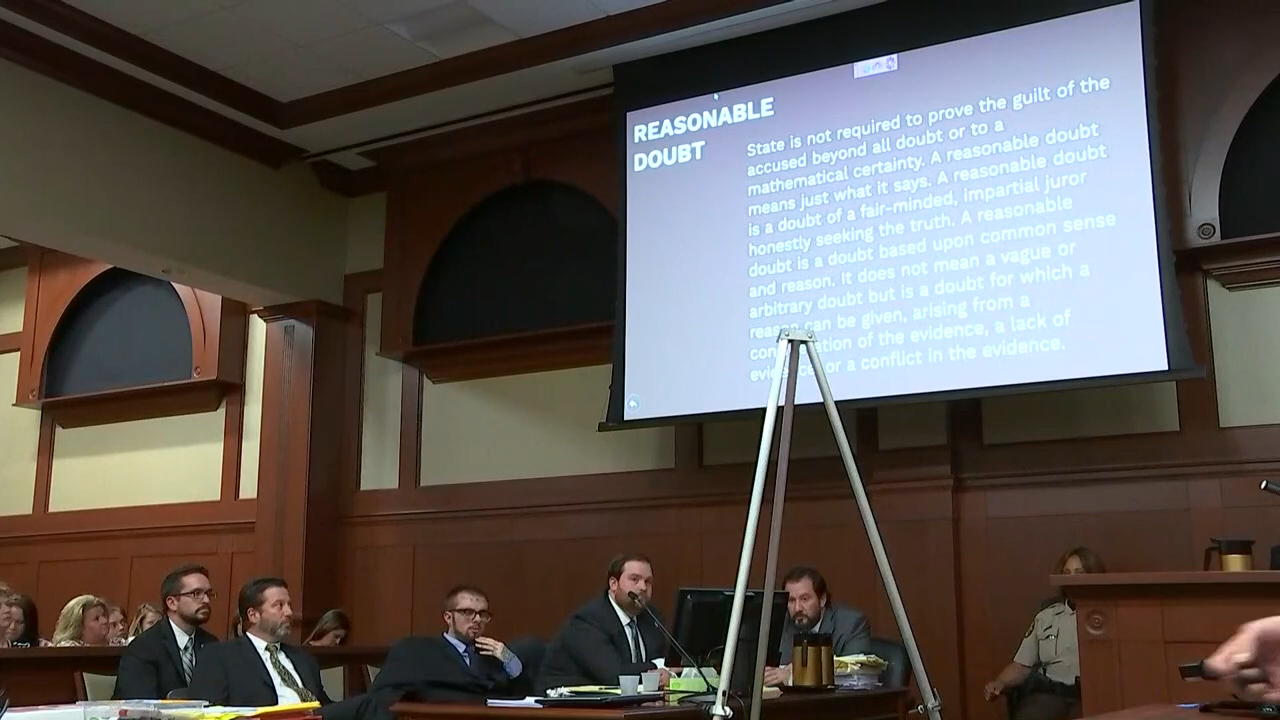 REASONABLE
DOUBT
State is not required to prove the guilt of the
accused beyond all doubt or to a
mathematical certainty. A reasonable doubt
means just what it says. A reasonable doubt
is a doubt of a fair-minded, impartial juror
honestly seeking the truth. A reasonable
doubt is a doubt based upon common sense
and reason. It does not mean a vague or
arbitrary doubt but is a doubt for which a
reason can be given, arising from a
consideration of the evidence, a lack of
evidence, or a conflict in the evidence.